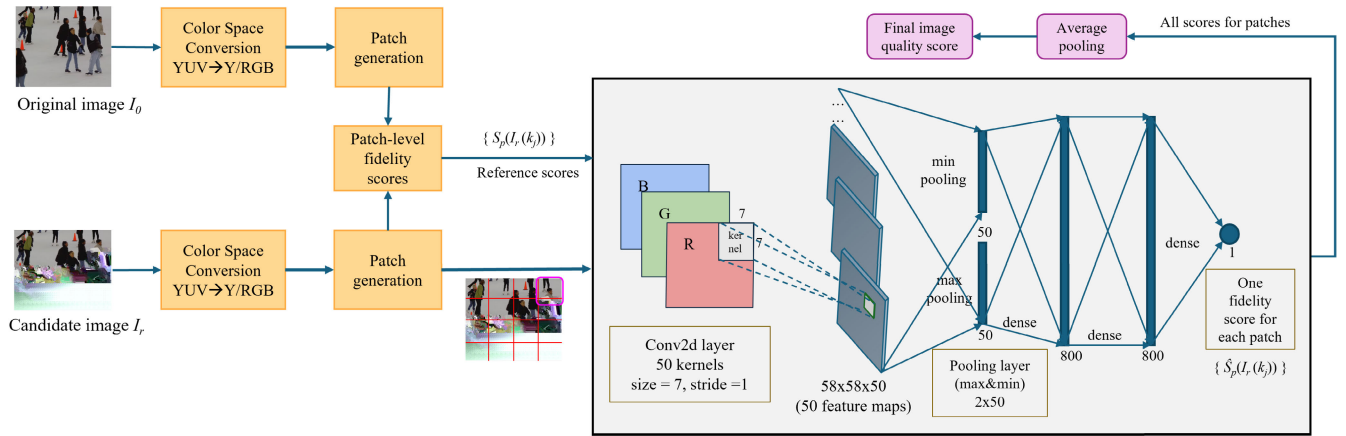 Color Space
Conversion
YUV→Y/RGB
Patch
generation
Original image I0
Patch-level
fidelity
scores
{ Sp(Ir (kj)) }
Reference scores
Color Space
Conversion
YUV→Y/RGB
Patch
generation
Candidate image Ir
Final image
quality score
Average
pooling
All scores for patches
B
G
R
7
ker
nel
7
Conv2d layer
50 kernels
size = 7, stride =1
...
...
58x58x50
(50 feature maps)
min
pooling
50
max
pooling
50
dense
Pooling layer
(max&min)
2x50
800
dense
800
dense
1
One
fidelity
score for
each patch
{ Ŝp(Ir (kj)) }